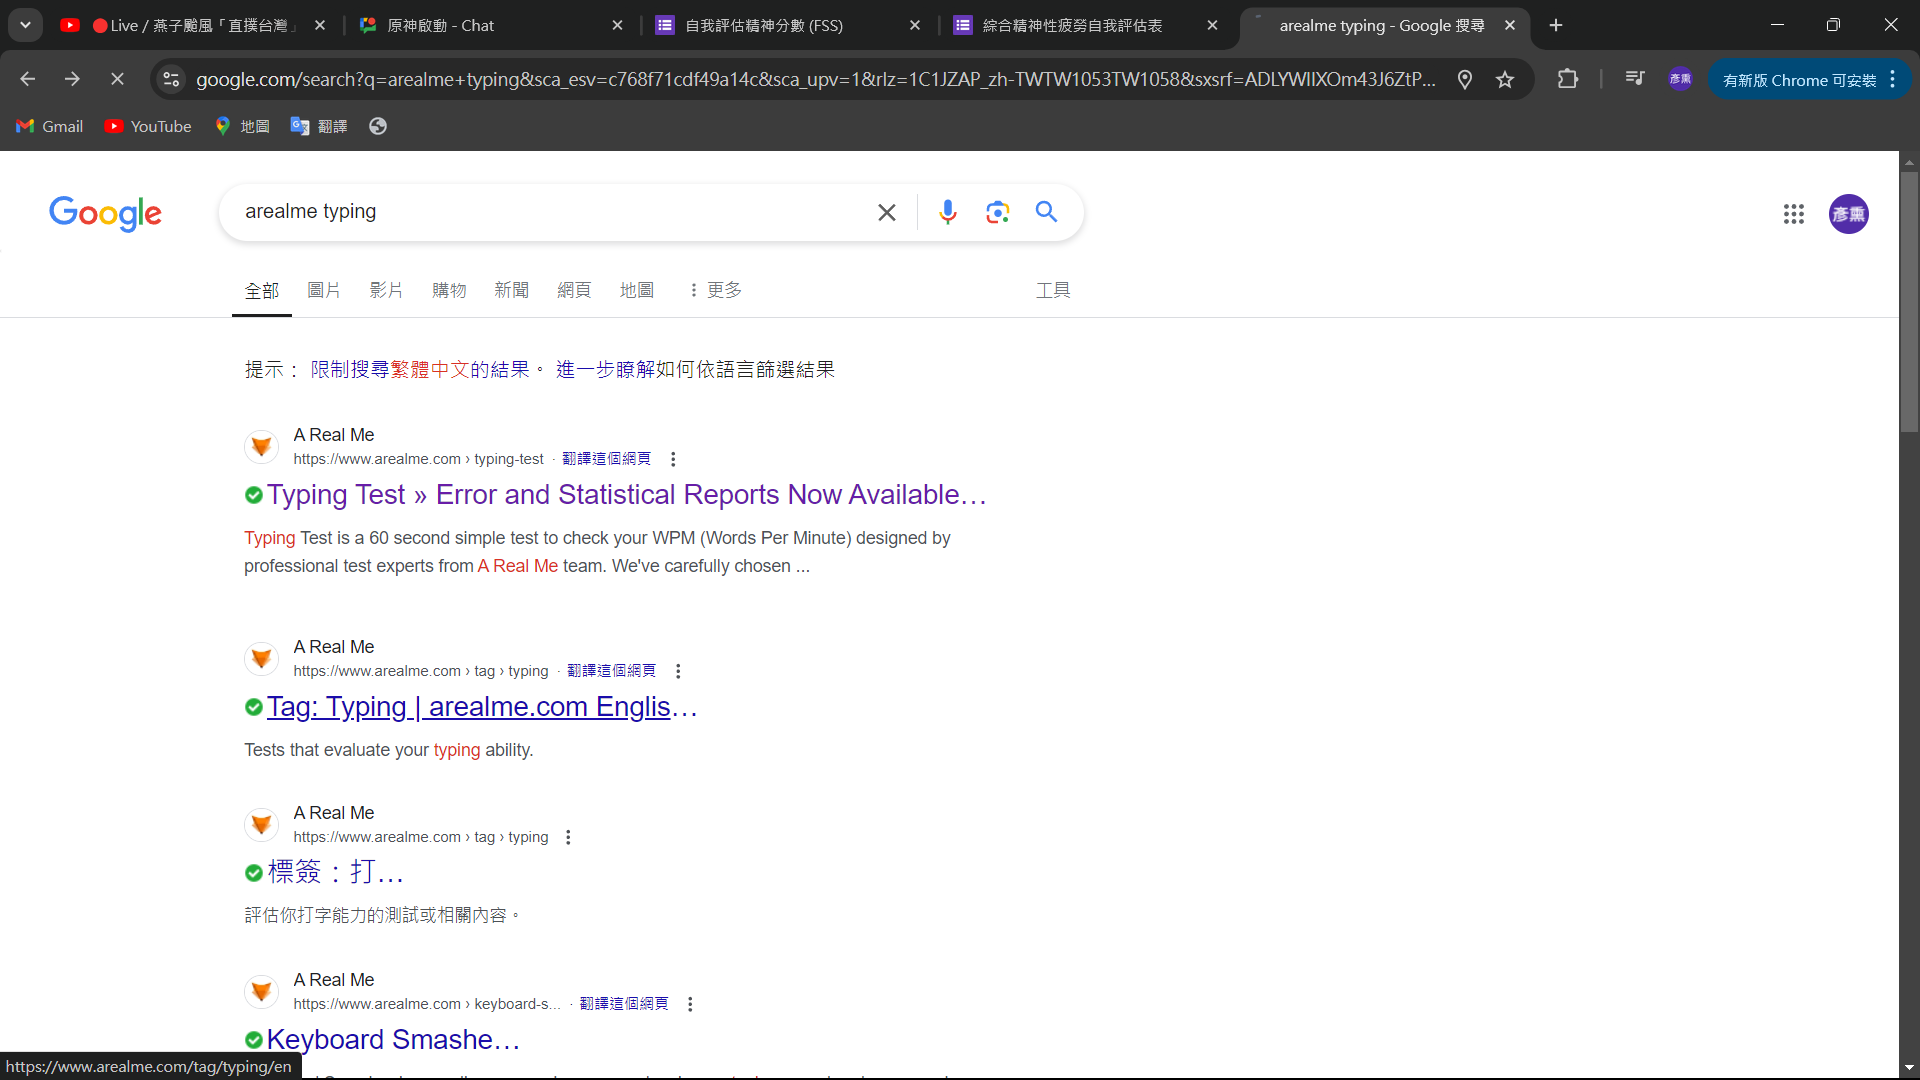 Live / 燕子颱風「直撲台灣」
原神啟動 - Chat
自我評估精神分數 (FSS)
綜合精神性疲勞自我評估表
arealme typing - Google 搜尋
google.com/search?q=arealme+typing&sca_esv=c768f71cdf49a14c&sca_upv=1&rlz=1C1JZAP_zh-TWTW1053TW1058&sxsrf=ADLYWIIXOm43J6ZtP...
彥熏
有新版 Chrome 可安裝
Gmail
YouTube
地圖
翻譯
Google
arealme typing
彥熏
全部
圖片
影片
購物
新聞
網頁
地圖
更多
工具
提示： 限制搜尋繁體中文的結果。 進一步瞭解如何依語言篩選結果
A Real Me
https://www.arealme.com › typing-test · 翻譯這個網頁
Typing Test » Error and Statistical Reports Now Available…
Typing Test is a 60 second simple test to check your WPM (Words Per Minute) designed by
professional test experts from A Real Me team. We've carefully chosen ...
A Real Me
https://www.arealme.com › tag › typing · 翻譯這個網頁
Tag: Typing | arealme.com Englis…
Tests that evaluate your typing ability.
A Real Me
https://www.arealme.com › tag › typing
標簽：打…
評估你打字能力的測試或相關內容。
A Real Me
https://www.arealme.com › keyboard-s... · 翻譯這個網頁
Keyboard Smashe…
https://www.arealme.com/tag/typing/en